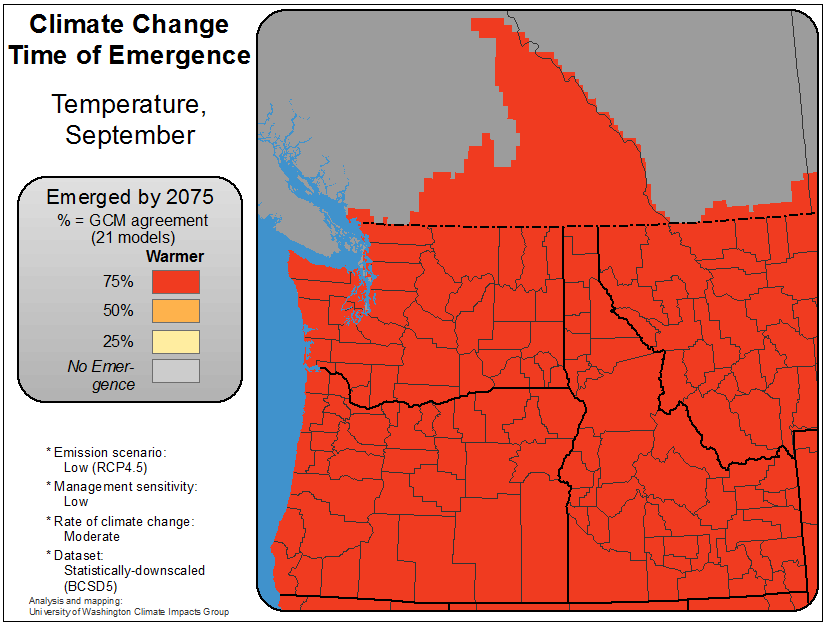 Climate Change
Time of Emergence
Temperature,
September
Emerged by 2075
% = GCM agreement
(21 models)
Warmer
75%
50%
25%
No Emer-
gence
* Emission scenario:
Low (RCP4.5)
* Management sensitivity:
Low
* Rate of climate change:
Moderate
* Dataset:
Statistically-downscaled
(BCSD5)
Analysis and mapping:
University of Washington Climate Impacts Group